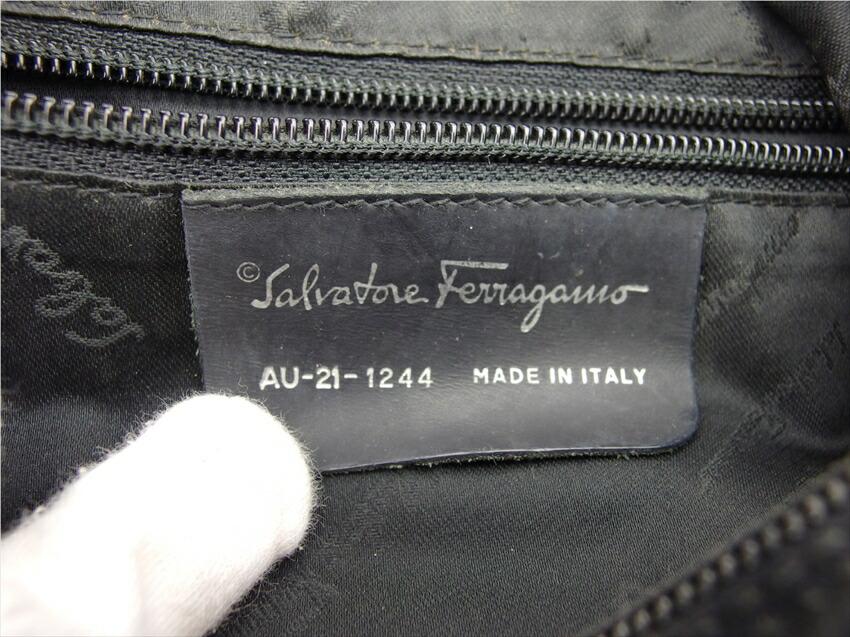 ©Salvatore Ferragamo
AU-21-1244 MADE IN ITALY